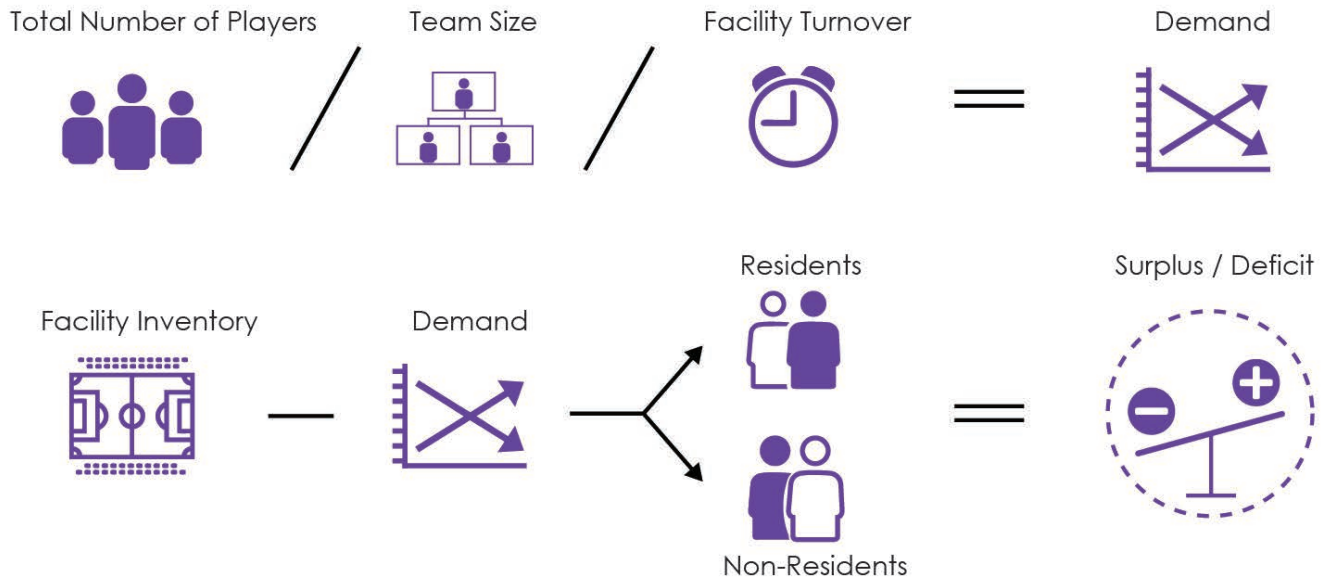 Total Number of Players
Team Size
Facility Turnover
Demand
Facility Inventory
Demand
Residents
Non-Residents
Surplus / Deficit